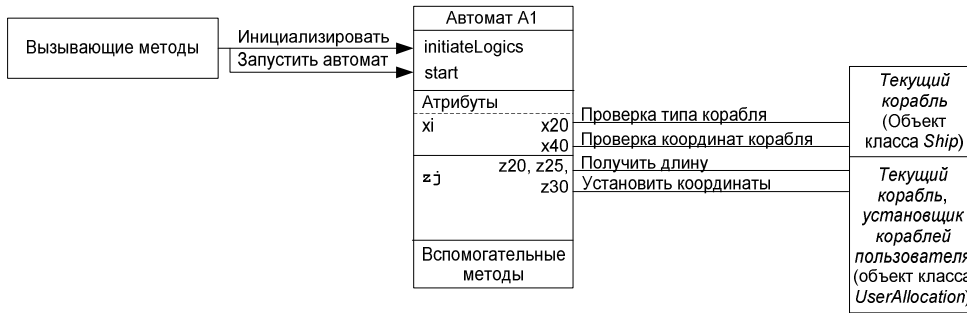 Вызывающие методы
Инициализировать
Запустить автомат
Автомат А1
initiateLogics
start
Атрибуты
xi
x20
x40
zj
z20, z25,
z30
Вспомогательные
методы
Проверка типа корабля
Проверка координат корабля
Получить длину
Установить координаты
Текущий
корабль
(Объект
класса Ship)
Текущий
корабль,
установщик
кораблей
пользователя
(объект класса
UserAllocation)